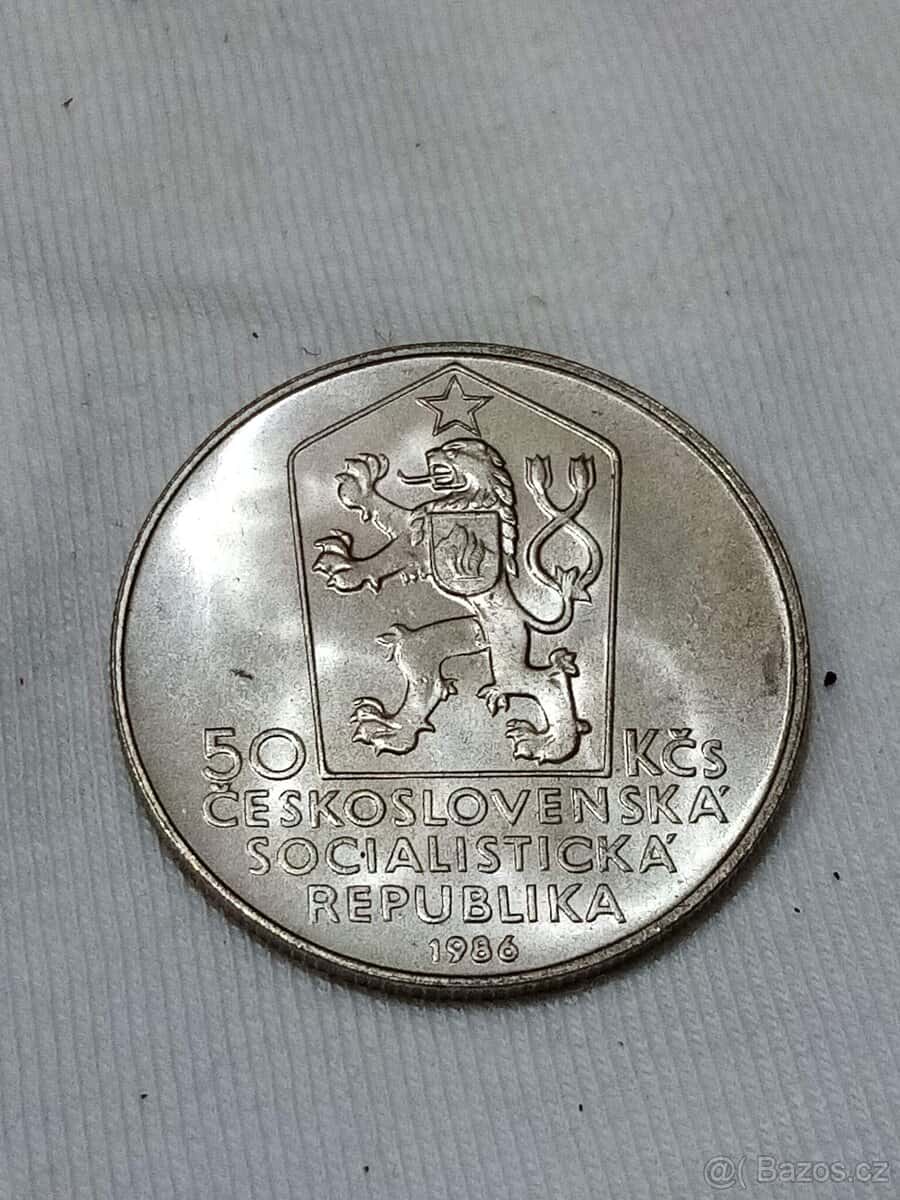 50 Kčs
ČESKOSLOVENSKÁ
SOCIALISTICKÁ
REPUBLIKA
1986
@( Bazos.cz